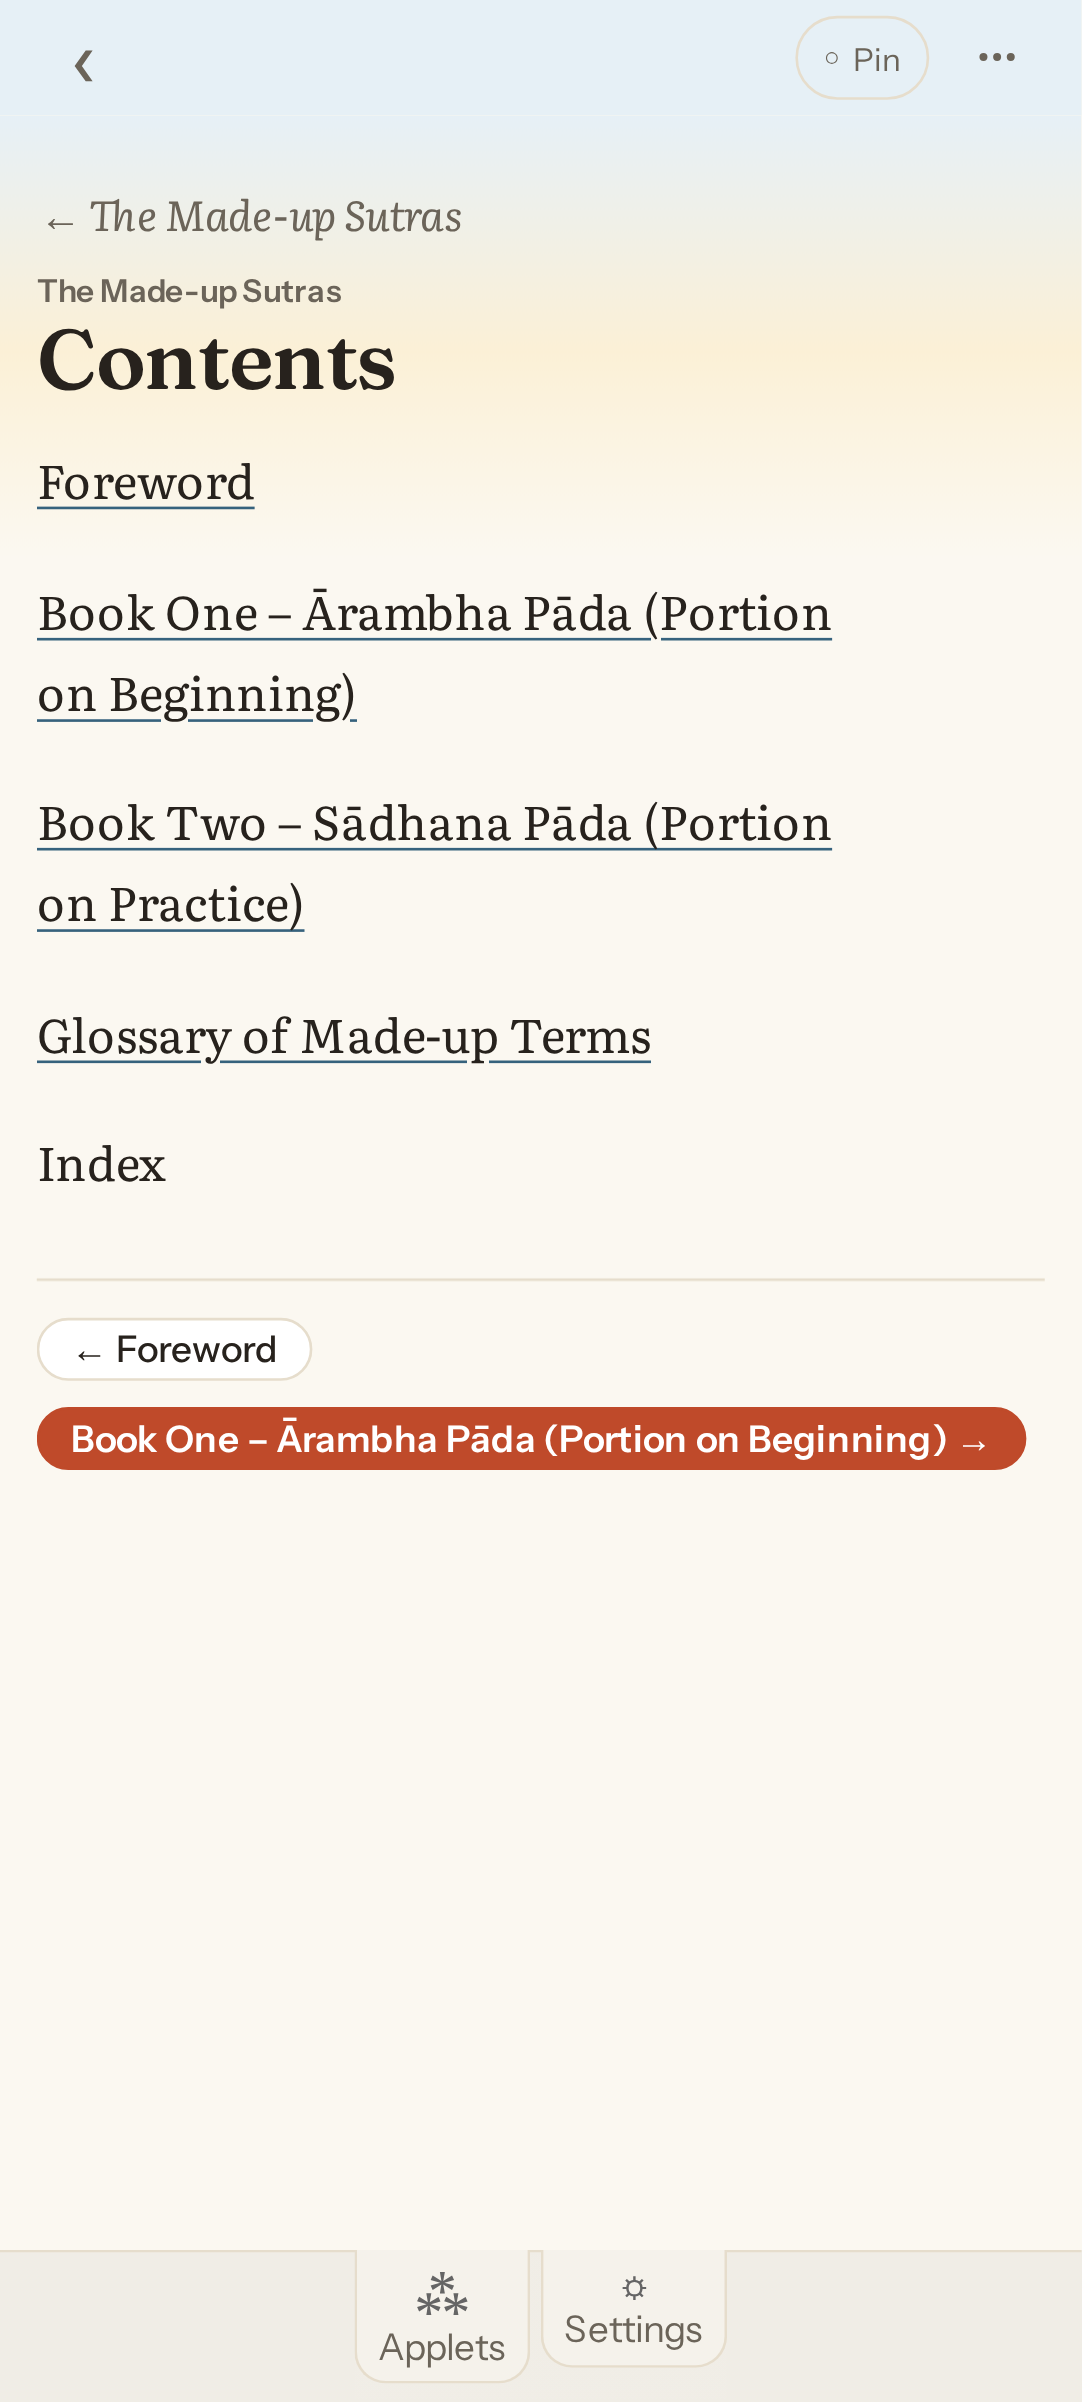 ❮
○ Pin
•••
← The Made-up Sutras
The Made-up Sutras
Contents
Foreword
Book One – Ārambha Pāda (Portion
on Beginning)
Book Two – Sādhana Pāda (Portion
on Practice)
Glossary of Made-up Terms
Index
← Foreword
Book One – Ārambha Pāda (Portion on Beginning) →
⁂ Applets
☼ Settings